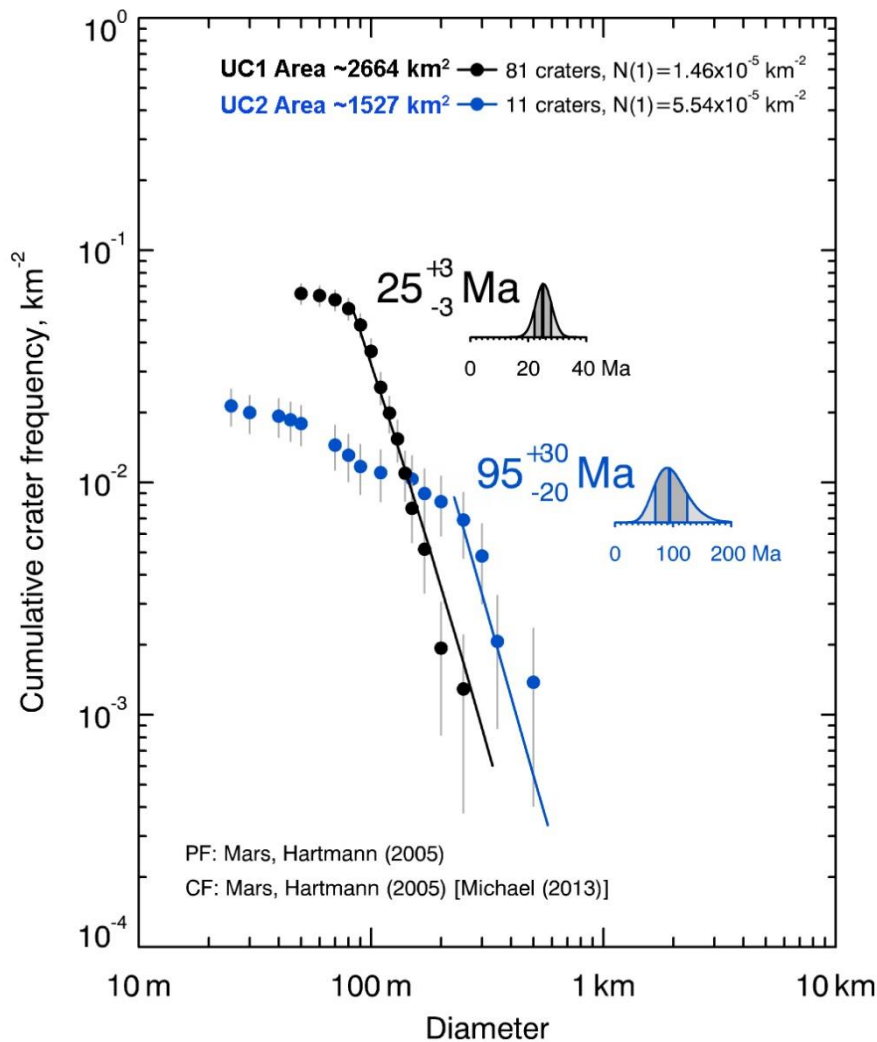 UC1 Area ~2664 km² 81 craters, N(1)=1.46x10⁻⁵ km⁻²
UC2 Area ~1527 km² 11 craters, N(1)=5.54x10⁻⁵ km⁻²
10⁰
10⁻¹
10⁻²
10⁻³
10⁻⁴
Cumulative crater frequency, km⁻²
25 +3 -3 Ma
0 20 40 Ma
95 +30 -20 Ma
0 100 200 Ma
PF: Mars, Hartmann (2005)
CF: Mars, Hartmann (2005) [Michael (2013)]
10 m 100 m 1 km 10 km
Diameter